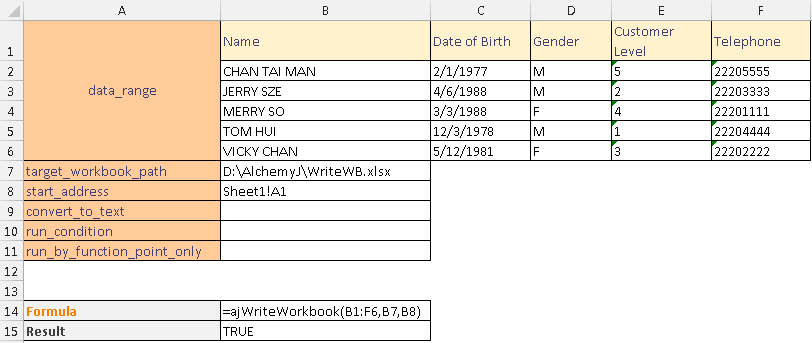 A B C D E F
1 Name Date of Birth Gender Customer Level Telephone
data_range
2 CHAN TAI MAN 2/1/1977 M 5 22205555
3 JERRY SZE 4/6/1988 M 2 22203333
4 MERRY SO 3/3/1988 F 4 22201111
5 TOM HUI 12/3/1978 M 1 22204444
6 VICKY CHAN 5/12/1981 F 3 22202222
7 target_workbook_path D:\AlchemyJ\WriteWB.xlsx
8 start_address Sheet1!A1
9 convert_to_text
10 run_condition
11 run_by_function_point_only
12
13
14 Formula =ajWriteWorkbook(B1:F6,B7,B8)
15 Result TRUE